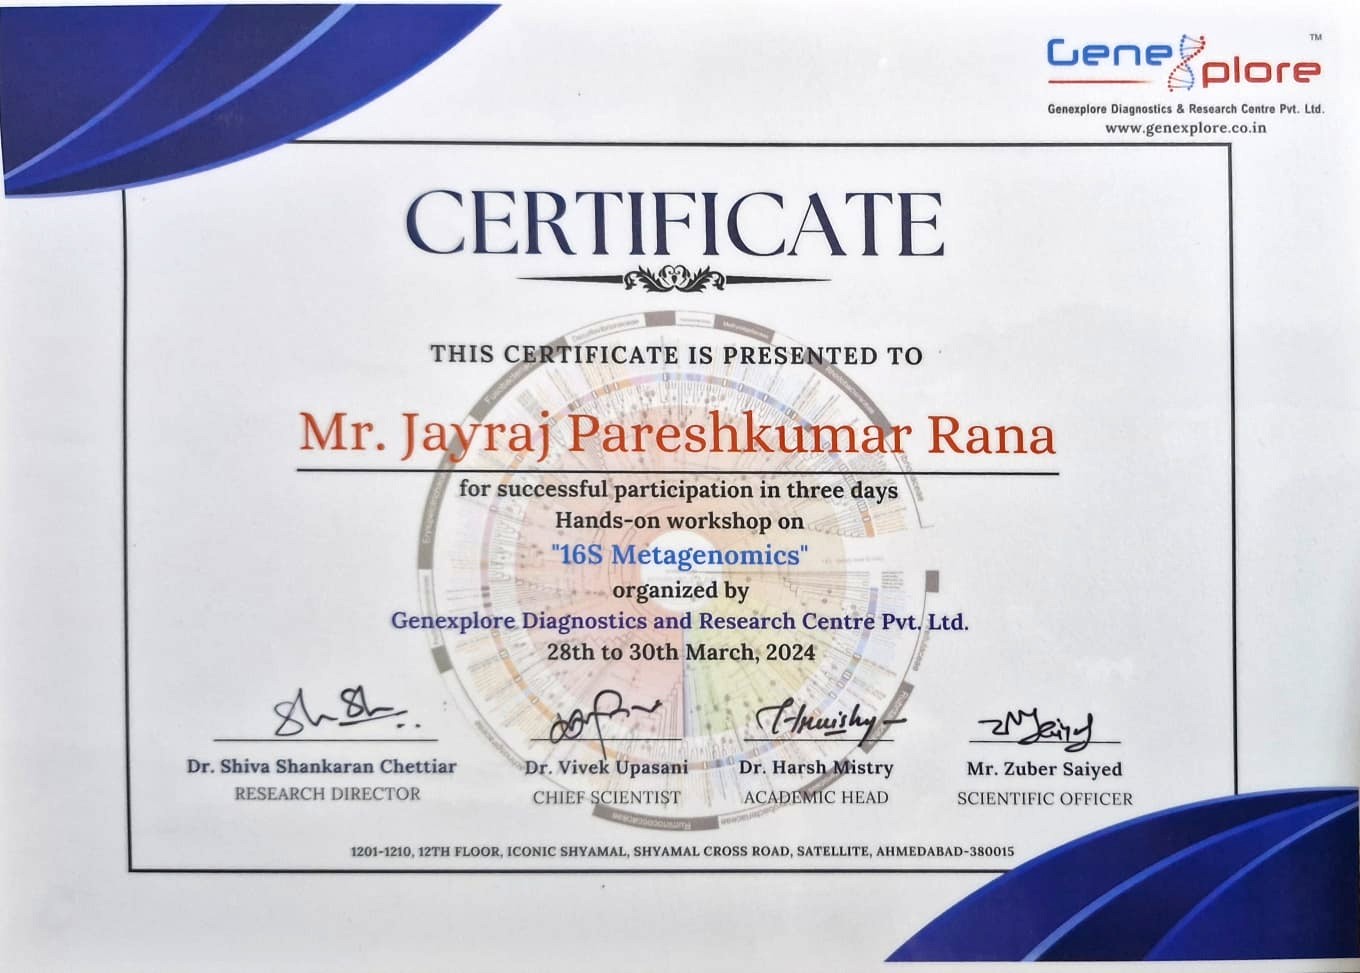 GeneXplore TM
Genexplore Diagnostics & Research Centre Pvt. Ltd.
www.genexplore.co.in
CERTIFICATE
THIS CERTIFICATE IS PRESENTED TO
Mr. Jayraj Pareshkumar Rana
for successful participation in three days
Hands-on workshop on
"16S Metagenomics"
organized by
Genexplore Diagnostics and Research Centre Pvt. Ltd.
28th to 30th March, 2024
Dr. Shiva Shankaran Chettiar
RESEARCH DIRECTOR
Dr. Vivek Upasani
CHIEF SCIENTIST
Dr. Harsh Mistry
ACADEMIC HEAD
Mr. Zuber Saiyed
SCIENTIFIC OFFICER
1201-1210, 12TH FLOOR, ICONIC SHYAMAL, SHYAMAL CROSS ROAD, SATELLITE, AHMEDABAD-380015